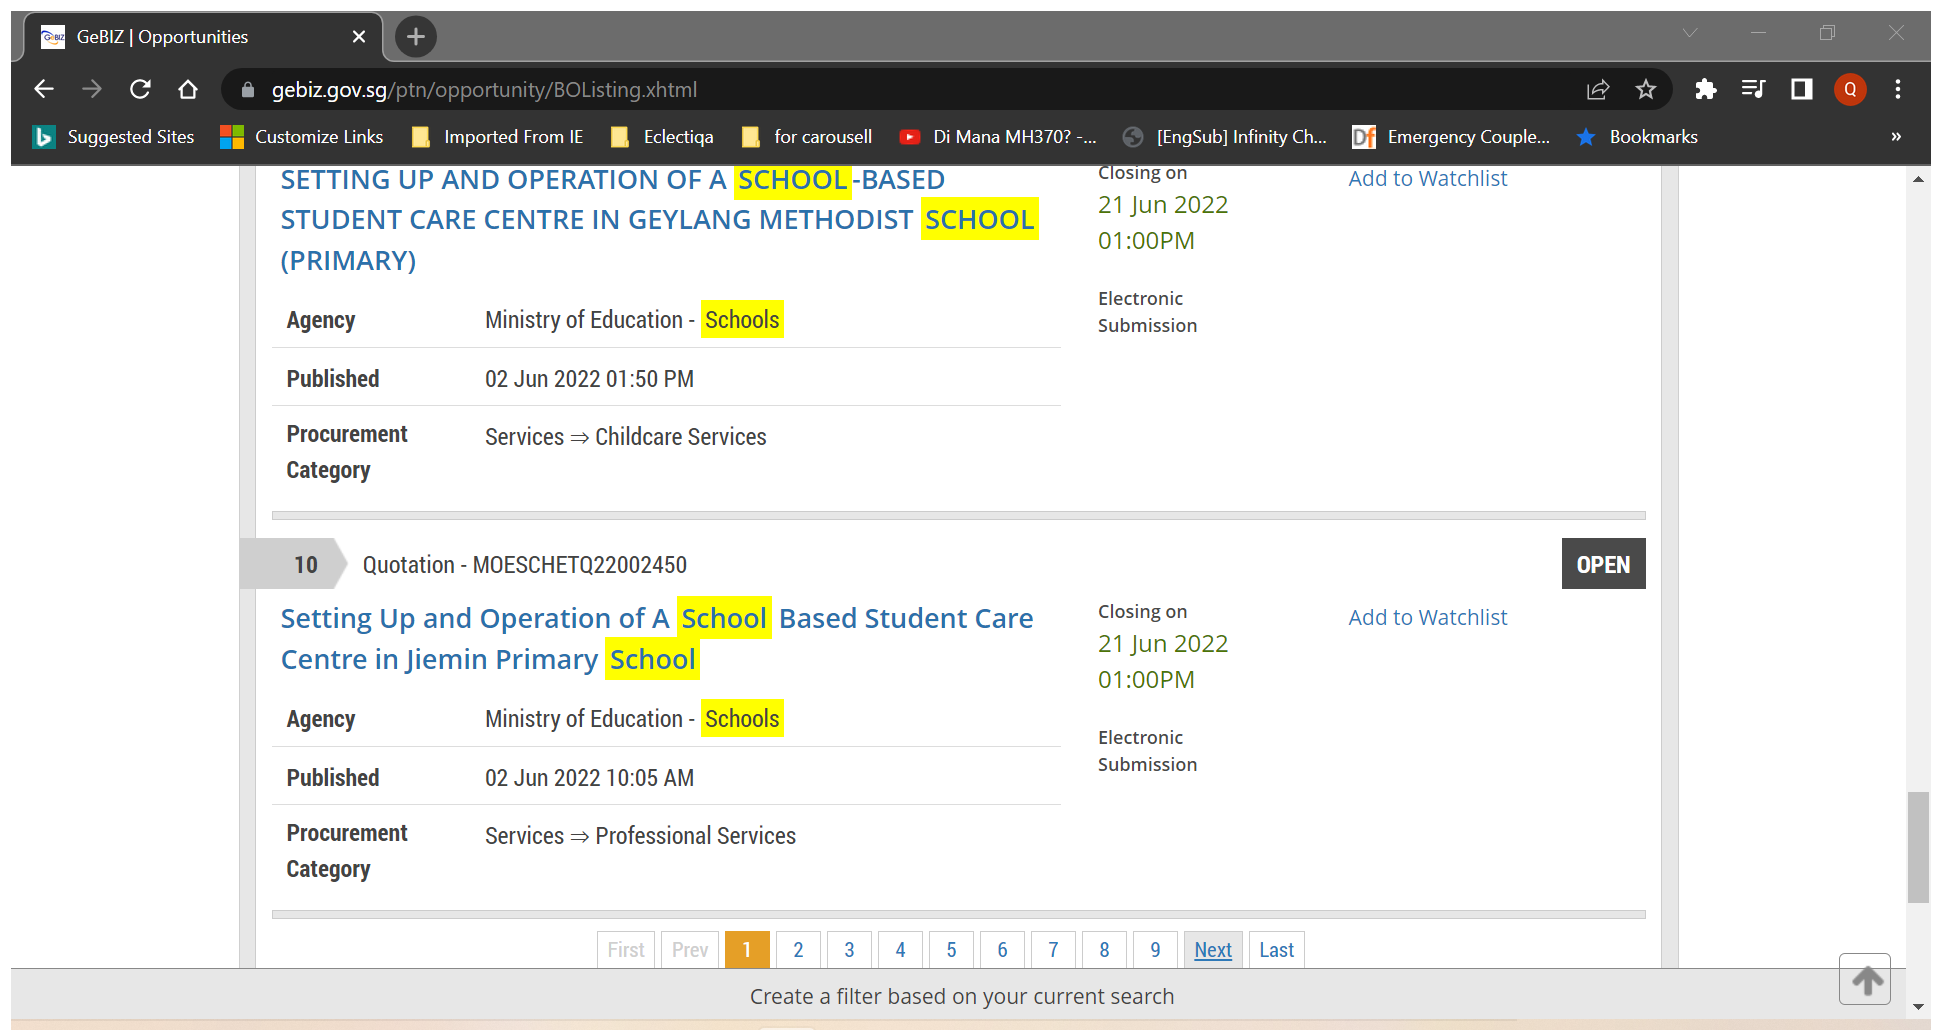 GeBIZ | Opportunities
gebiz.gov.sg/ptn/opportunity/BOListing.xhtml
Q
Suggested Sites Customize Links Imported From IE Eclectiqa for carousell Di Mana MH370? -... [EngSub] Infinity Ch... Df Emergency Couple... Bookmarks »
SETTING UP AND OPERATION OF A SCHOOL-BASED
STUDENT CARE CENTRE IN GEYLANG METHODIST SCHOOL
(PRIMARY)
Closing on
21 Jun 2022
01:00PM
Electronic
Submission
Add to Watchlist
Agency Ministry of Education - Schools
Published 02 Jun 2022 01:50 PM
Procurement
Category
Services ⇒ Childcare Services
10 Quotation - MOESCHETQ22002450 OPEN
Setting Up and Operation of A School Based Student Care
Centre in Jiemin Primary School
Closing on
21 Jun 2022
01:00PM
Electronic
Submission
Add to Watchlist
Agency Ministry of Education - Schools
Published 02 Jun 2022 10:05 AM
Procurement
Category
Services ⇒ Professional Services
First Prev 1 2 3 4 5 6 7 8 9 Next Last
Create a filter based on your current search